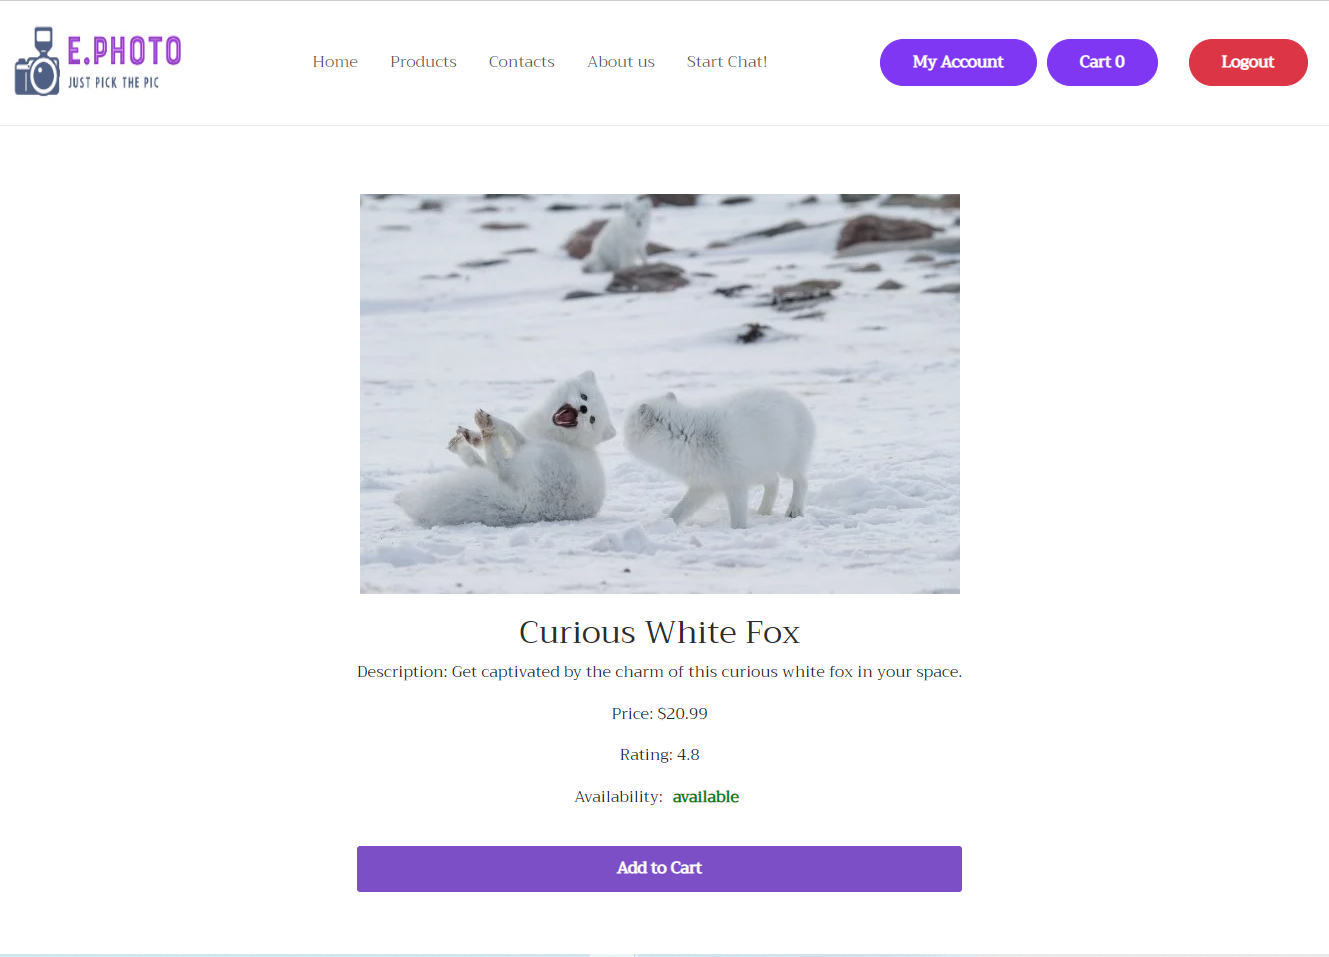 E.PHOTO
JUST PICK THE PIC
Home Products Contacts About us Start Chat!
My Account Cart 0 Logout
Curious White Fox
Description: Get captivated by the charm of this curious white fox in your space.
Price: $20.99
Rating: 4.8
Availability: available
Add to Cart